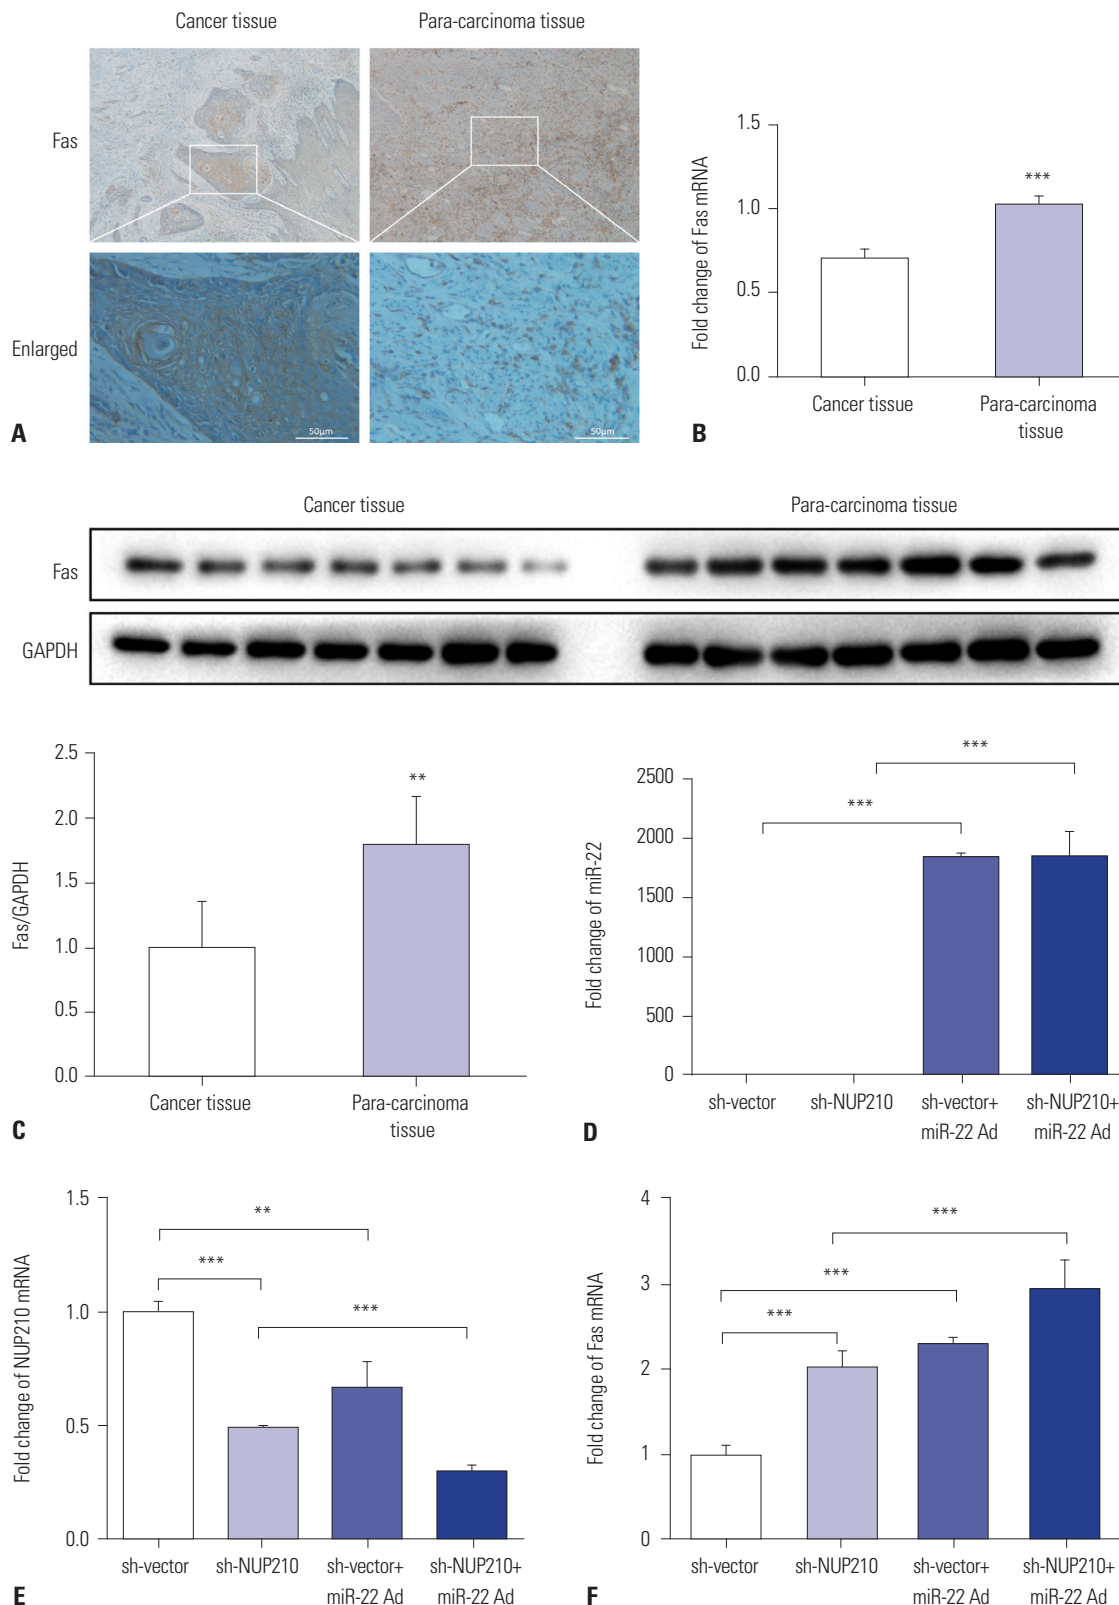 Cancer tissue
Para-carcinoma tissue
Fas
Enlarged
50μm
50μm
A
Fold change of Fas mRNA
1.5
1.0
0.5
0.0
***
Cancer tissue
Para-carcinoma
tissue
B
Cancer tissue
Para-carcinoma tissue
Fas
GAPDH
Fas/GAPDH
2.5
2.0
1.5
1.0
0.5
0.0
**
Cancer tissue
Para-carcinoma
tissue
C
Fold change of miR-22
2500
2000
1500
1000
500
0
***
***
sh-vector
sh-NUP210
sh-vector+
miR-22 Ad
sh-NUP210+
miR-22 Ad
D
Fold change of NUP210 mRNA
1.5
1.0
0.5
0.0
**
***
***
sh-vector
sh-NUP210
sh-vector+
miR-22 Ad
sh-NUP210+
miR-22 Ad
E
Fold change of Fas mRNA
4
3
2
1
0
***
***
***
sh-vector
sh-NUP210
sh-vector+
miR-22 Ad
sh-NUP210+
miR-22 Ad
F